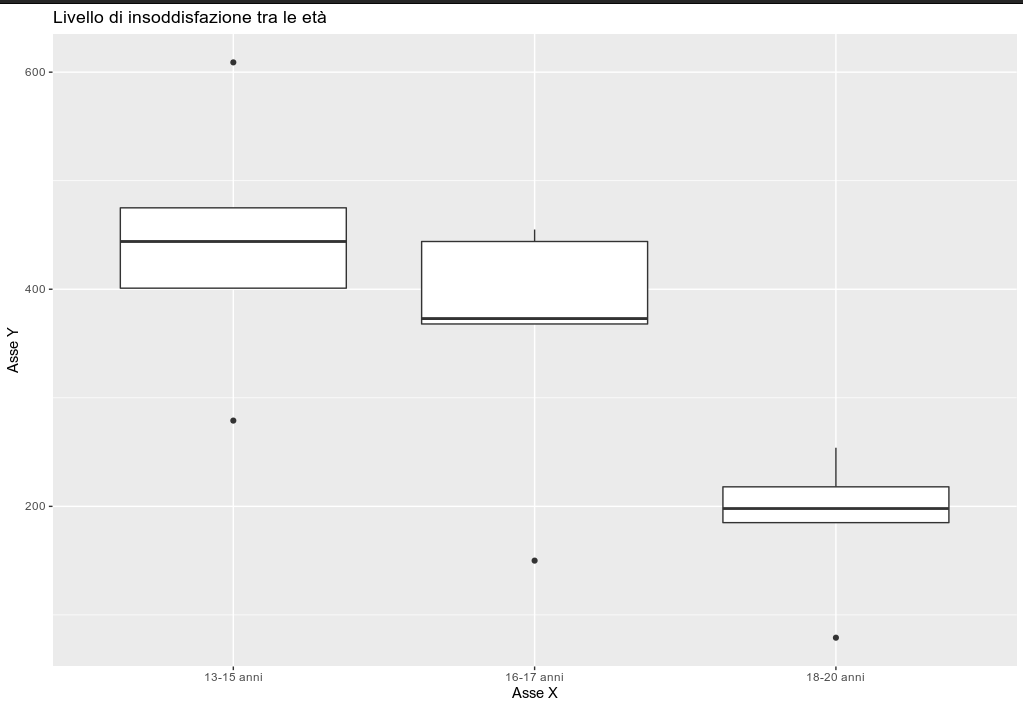 Livello di insoddisfazione tra le età
600
400
200
Asse Y
13-15 anni
16-17 anni
18-20 anni
Asse X